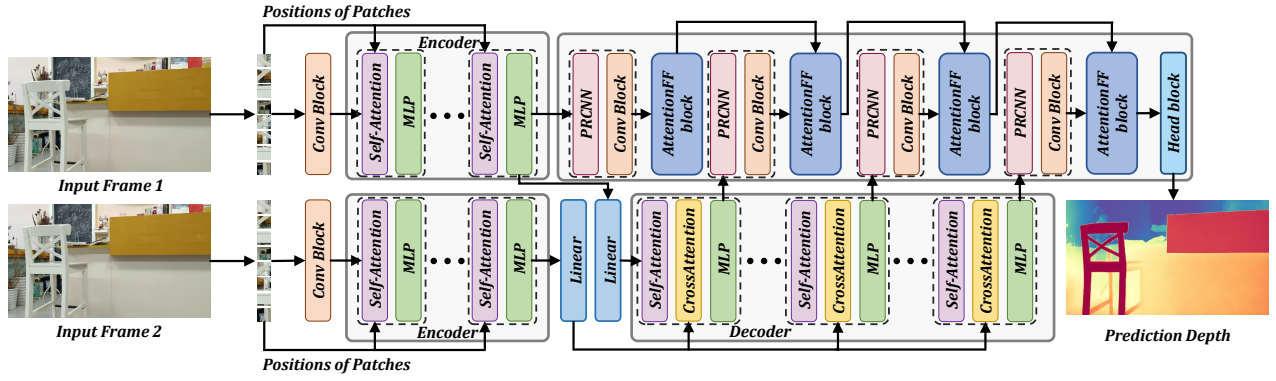 Positions of Patches
Encoder
Conv Block
Self-Attention
MLP
Self-Attention
MLP
PRCNN
Conv Block
AttentionFF
block
PRCNN
Conv Block
AttentionFF
block
PRCNN
Conv Block
AttentionFF
block
PRCNN
Conv Block
AttentionFF
block
Head block
Input Frame 1
Conv Block
Self-Attention
MLP
Self-Attention
MLP
Encoder
Linear
Linear
Self-Attention
CrossAttention
MLP
Self-Attention
CrossAttention
MLP
Self-Attention
CrossAttention
MLP
Decoder
Input Frame 2
Prediction Depth
Positions of Patches